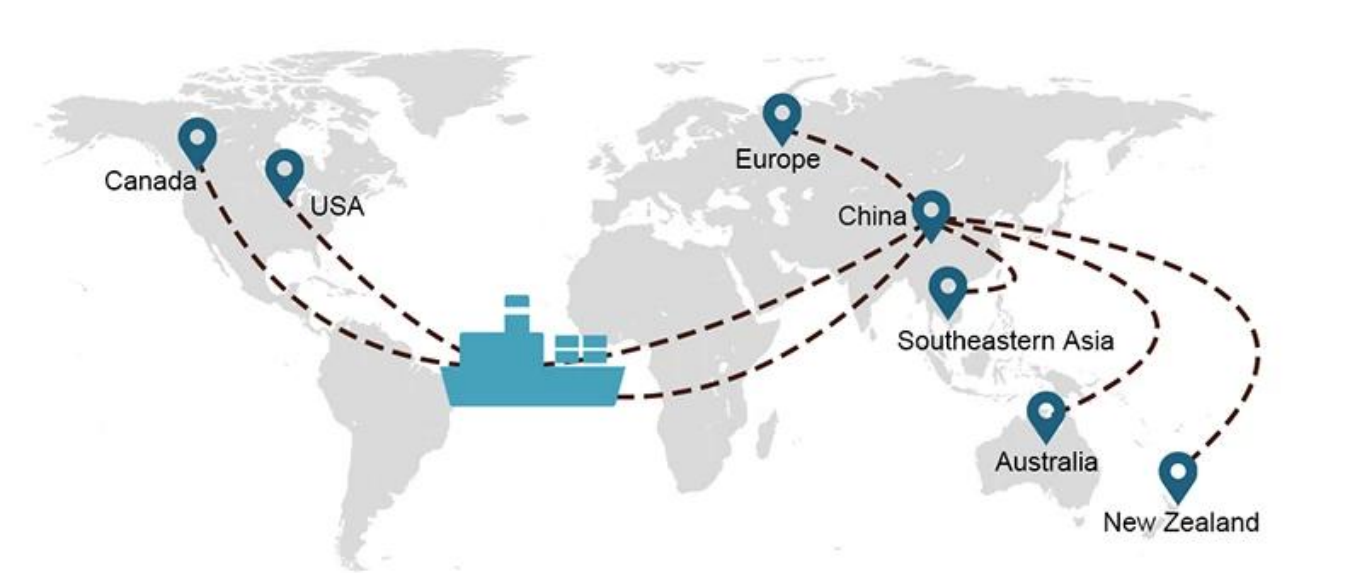 Europe
Canada
USA
China
Southeastern Asia
Australia
New Zealand